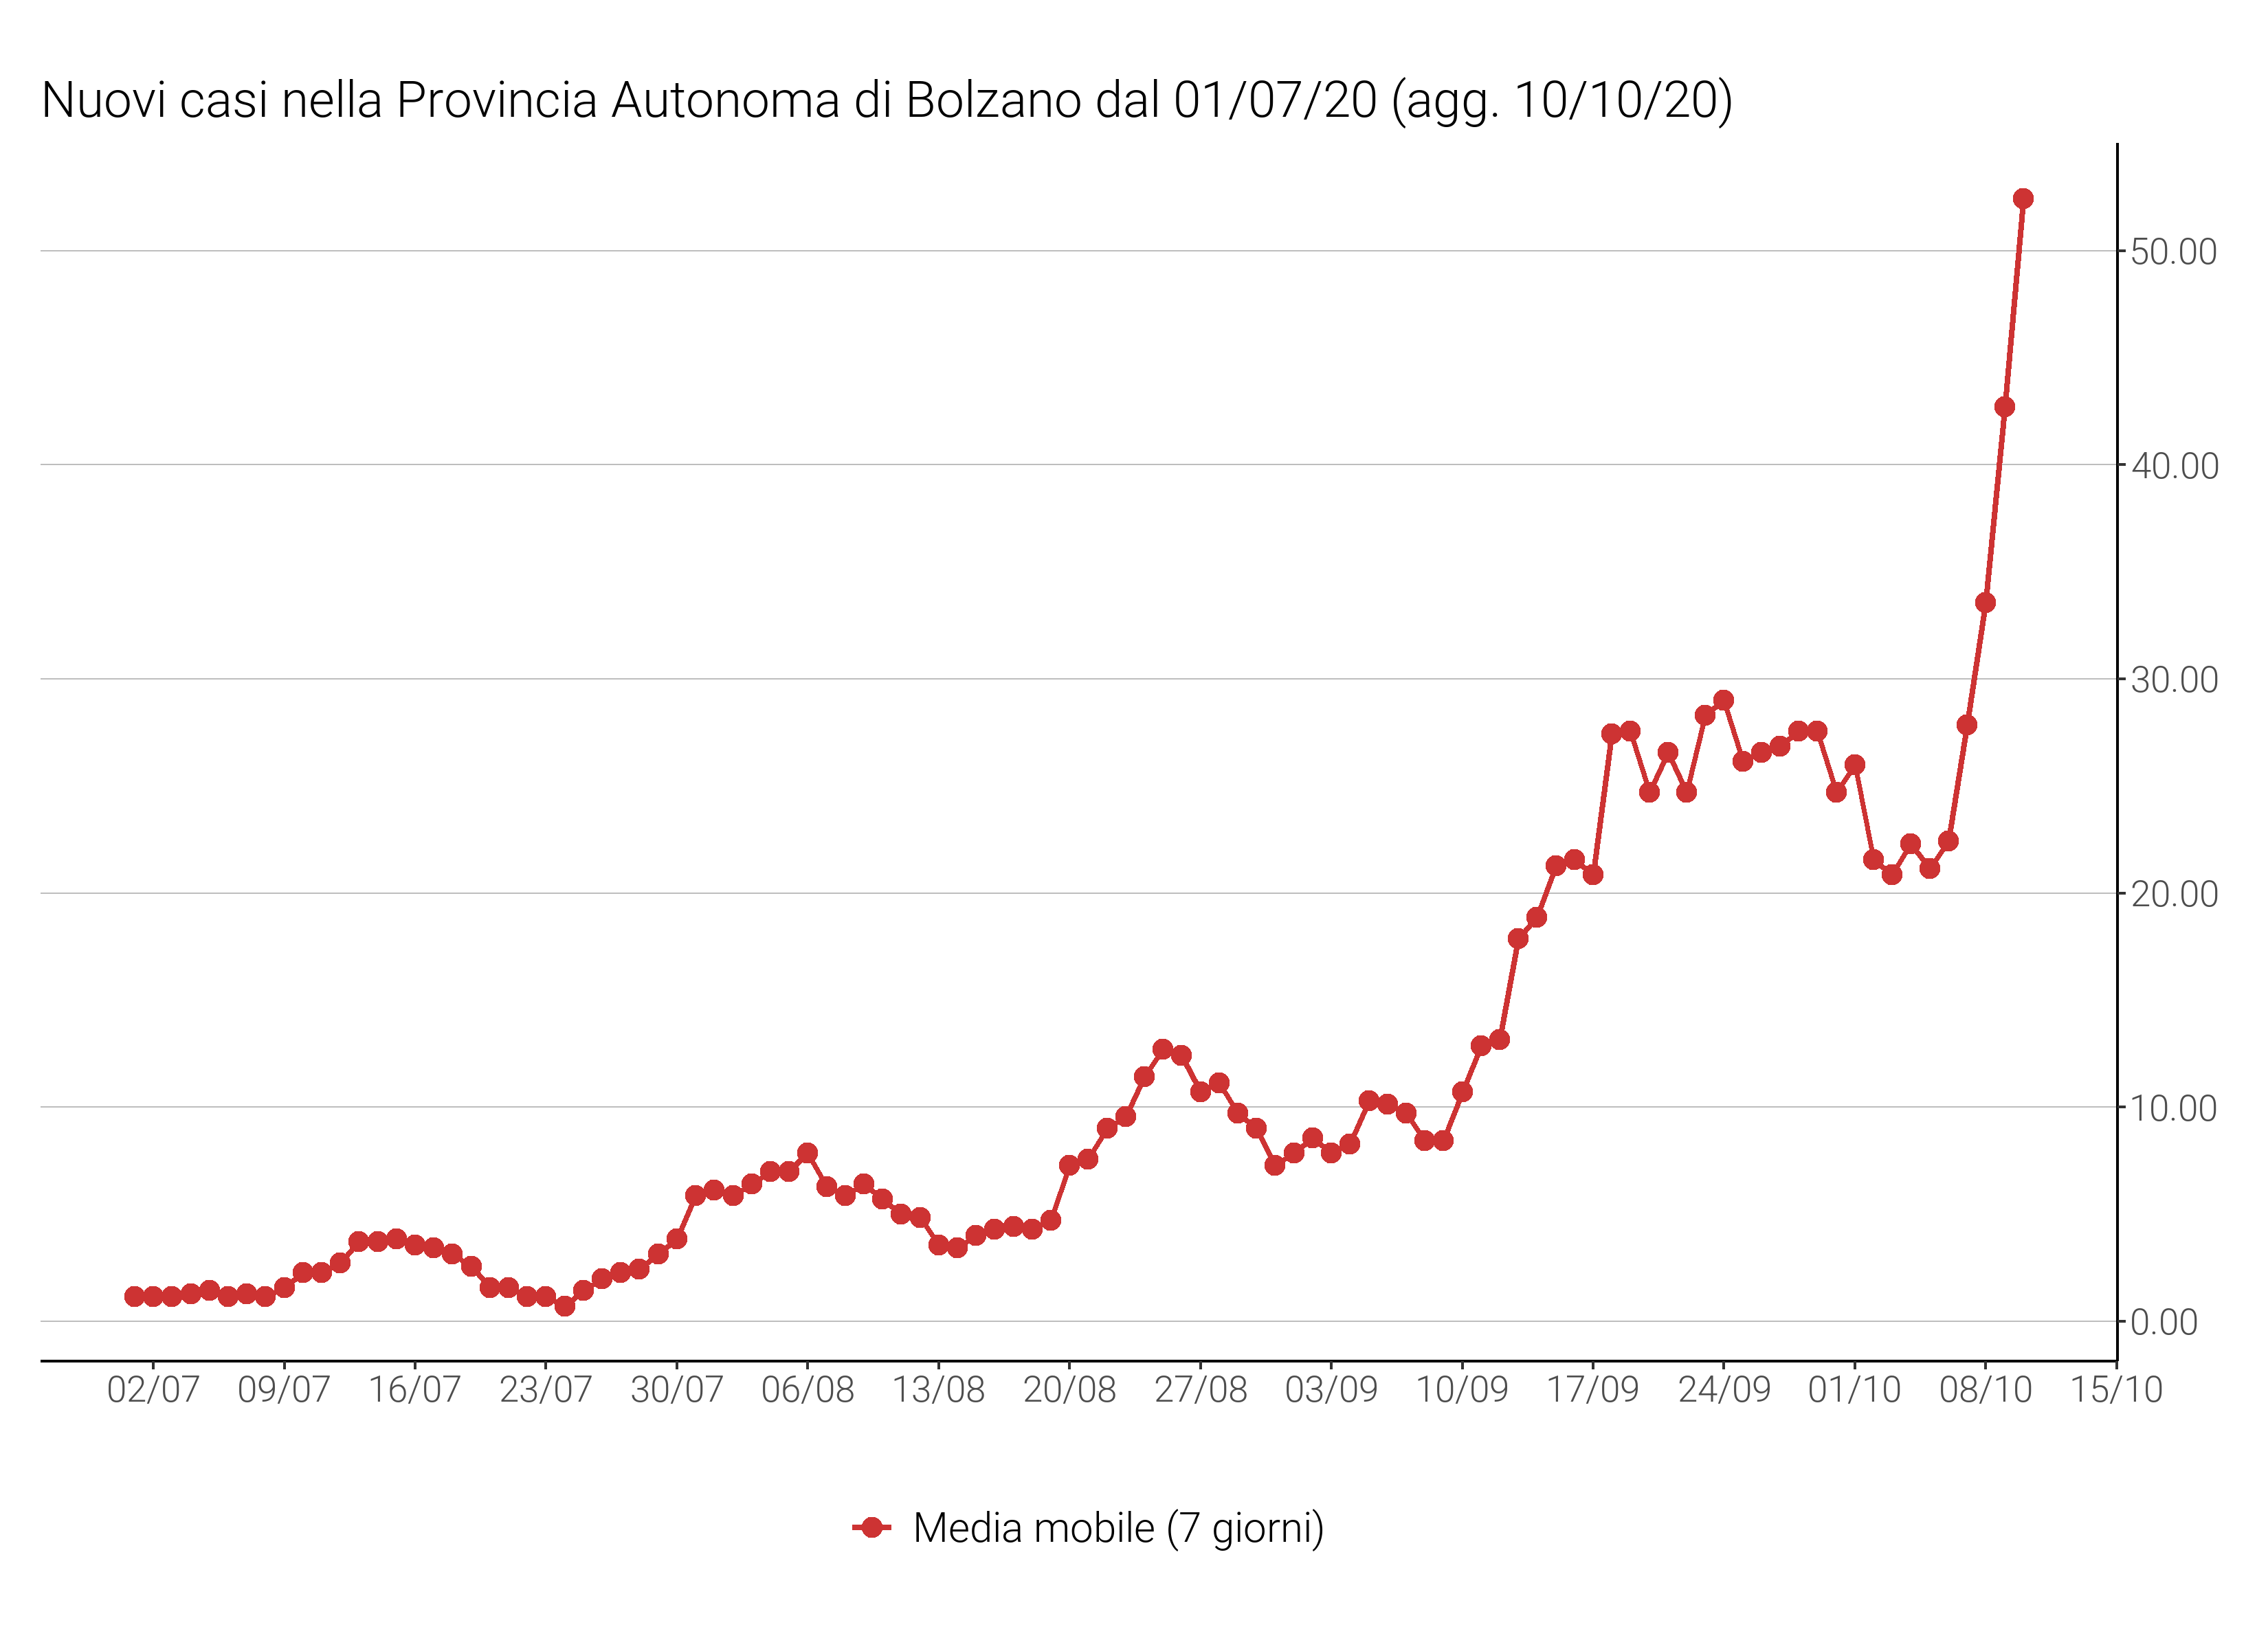 Nuovi casi nella Provincia Autonoma di Bolzano dal 01/07/20 (agg. 10/10/20)
50.00
40.00
30.00
20.00
10.00
0.00
02/07 09/07 16/07 23/07 30/07 06/08 13/08 20/08 27/08 03/09 10/09 17/09 24/09 01/10 08/10 15/10
Media mobile (7 giorni)